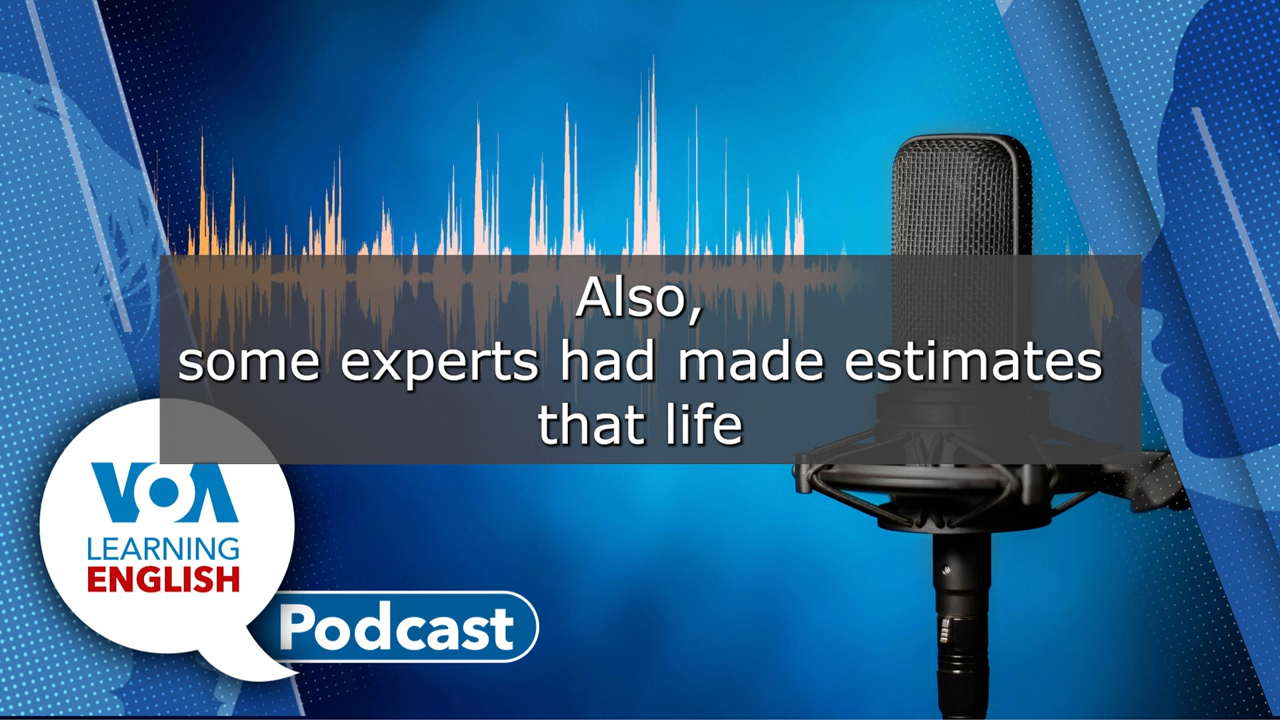 Also,
some experts had made estimates
that life
VOA
LEARNING
ENGLISH
Podcast